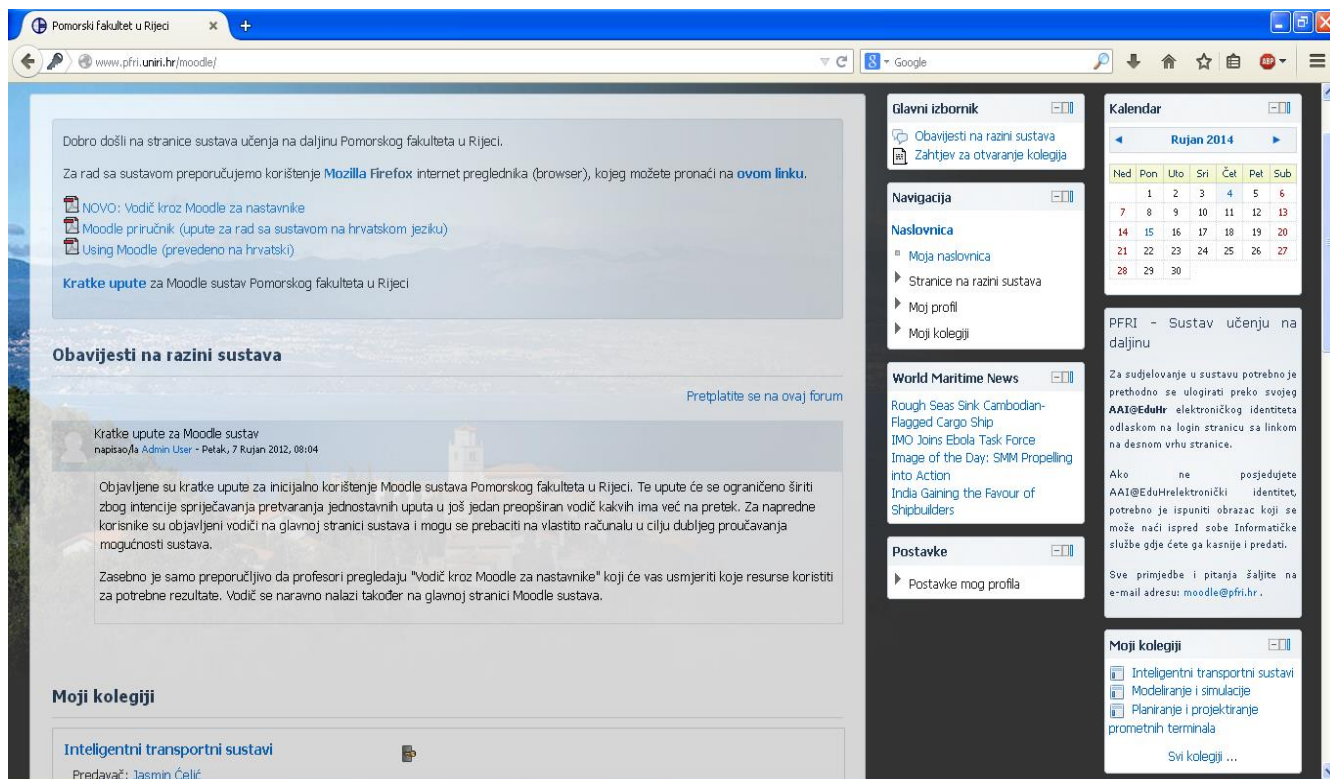 Pomorski fakultet u Rijeci
www.pfri.uniri.hr/moodle/
Google
ABP
Dobro došli na stranice sustava učenja na daljinu Pomorskog fakulteta u Rijeci.
Za rad sa sustavom preporučujemo korištenje Mozilla Firefox internet preglednika (browser), kojeg možete pronaći na ovom linku.
NOVO: Vodič kroz Moodle za nastavnike
Moodle priručnik (upute za rad sa sustavom na hrvatskom jeziku)
Using Moodle (prevedeno na hrvatski)
Kratke upute za Moodle sustav Pomorskog fakulteta u Rijeci
Obavijesti na razini sustava
Pretplatite se na ovaj forum
Kratke upute za Moodle sustav
napisao/la Admin User - Petak, 7 Rujan 2012, 08:04
Objavljene su kratke upute za inicijalno korištenje Moodle sustava Pomorskog fakulteta u Rijeci. Te upute će se ograničeno širiti
zbog intencije spriječavanja pretvaranja jednostavnih uputa u još jedan preopširan vodič kakvih ima već na pretek. Za napredne
korisnike su objavljeni vodiči na glavnoj stranici sustava i mogu se prebaciti na vlastito računalu u cilju dubljeg proučavanja
mogućnosti sustava.
Zasebno je samo preporučljivo da profesori pregledaju "Vodič kroz Moodle za nastavnike" koji će vas usmjeriti koje resurse koristiti
za potrebne rezultate. Vodič se naravno nalazi također na glavnoj stranici Moodle sustava.
Moji kolegiji
Inteligentni transportni sustavi
Predavač: Jasmin Ćelić
Glavni izbornik
Obavijesti na razini sustava
Zahtjev za otvaranje kolegija
Navigacija
Naslovnica
Moja naslovnica
Stranice na razini sustava
Moj profil
Moji kolegiji
World Maritime News
Rough Seas Sink Cambodian-
Flagged Cargo Ship
IMO Joins Ebola Task Force
Image of the Day: SMM Propelling
into Action
India Gaining the Favour of
Shipbuilders
Postavke
Postavke mog profila
Kalendar
Rujan 2014
Ned Pon Uto Sri Čet Pet Sub
1 2 3 4 5 6
7 8 9 10 11 12 13
14 15 16 17 18 19 20
21 22 23 24 25 26 27
28 29 30
PFRI - Sustav učenju na
daljinu
Za sudjelovanje u sustavu potrebno je
prethodno se ulogirati preko svojeg
AAI@EduHr elektroničkog identiteta
odlaskom na login stranicu sa linkom
na desnom vrhu stranice.
Ako ne posjedujete
AAI@EduHrelektronički identitet,
potrebno je ispuniti obrazac koji se
može naći ispred sobe Informatičke
službe gdje ćete ga kasnije i predati.
Sve primjedbe i pitanja šaljite na
e-mail adresu: moodle@pfri.hr .
Moji kolegiji
Inteligentni transportni sustavi
Modeliranje i simulacije
Planiranje i projektiranje
prometnih terminala
Svi kolegiji ...